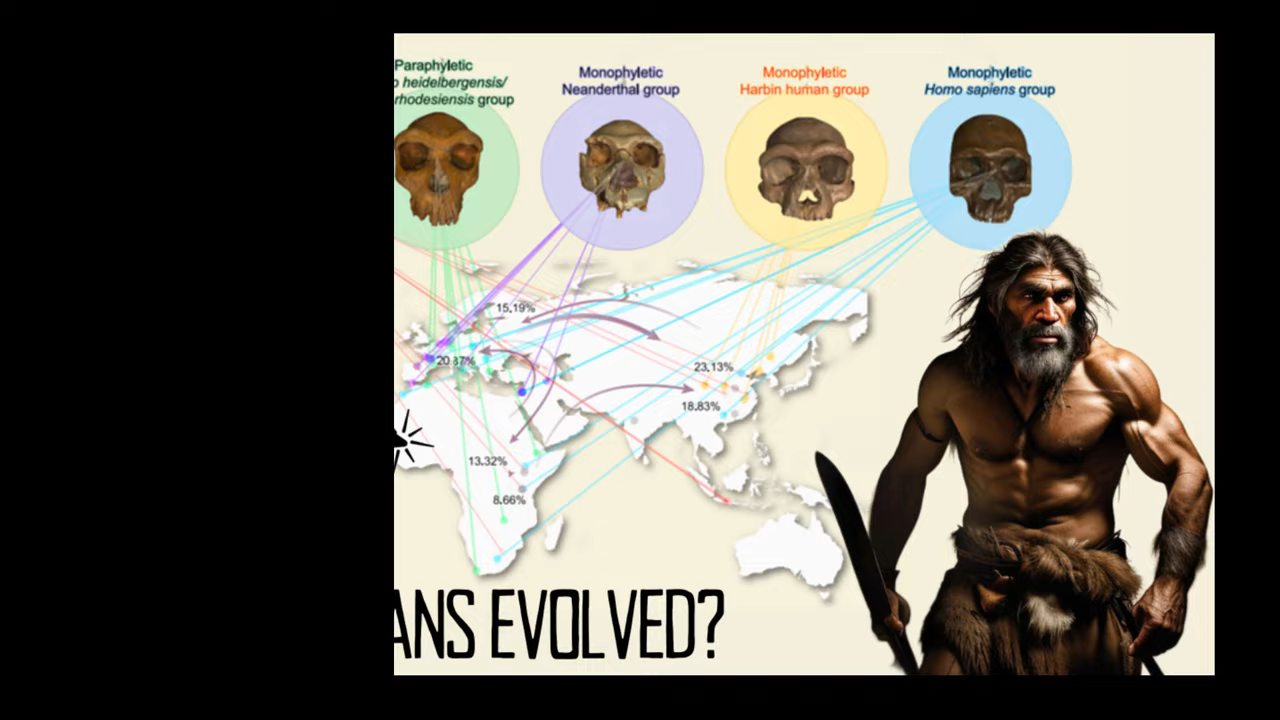 Paraphyletic
o heidelbergensis/
rhodesiensis group
Monophyletic
Neanderthal group
Monophyletic
Harbin human group
Monophyletic
Homo sapiens group
15.19%
20.37%
23.13%
18.83%
13.32%
8.66%
ANS EVOLVED?